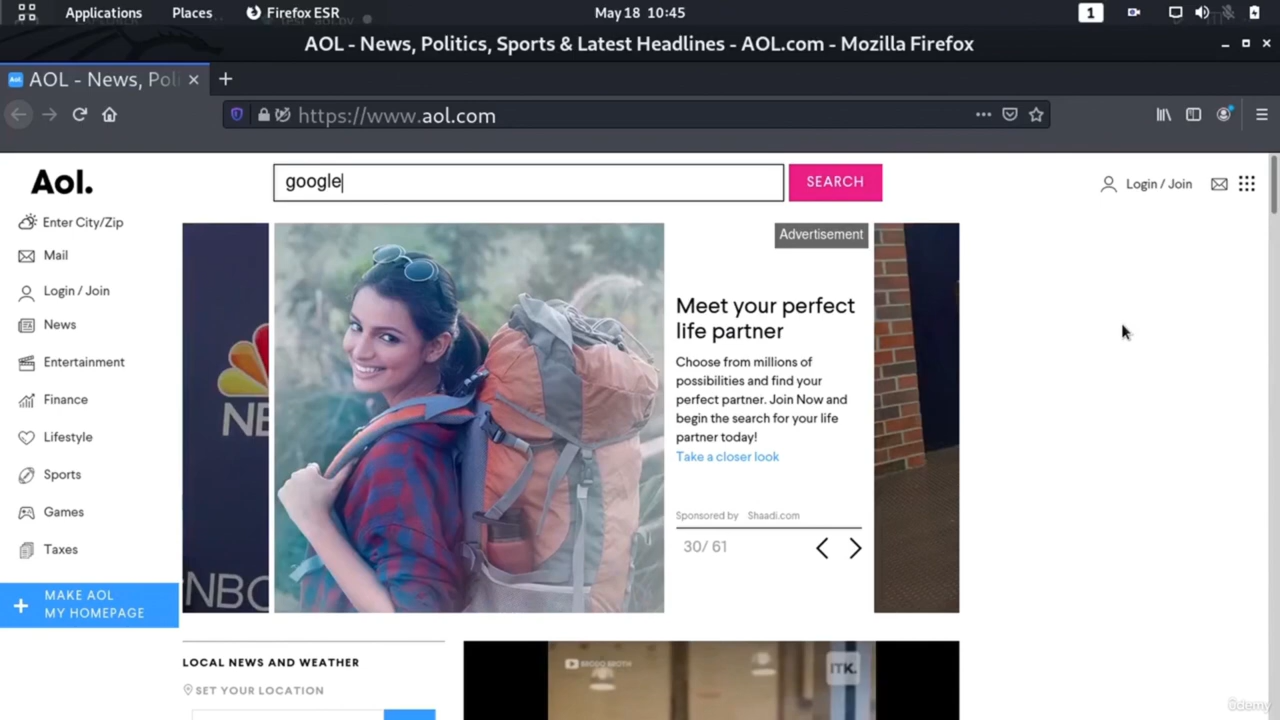 Applications Places Firefox ESR May 18 10:45 1
AOL - News, Politics, Sports & Latest Headlines - AOL.com - Mozilla Firefox
AOL - News, Poli
https://www.aol.com
Aol.
google
SEARCH
Login / Join
Enter City/Zip
Mail
Login / Join
News
Entertainment
Finance
Lifestyle
Sports
Games
Taxes
MAKE AOL
MY HOMEPAGE
NBC
Advertisement
Meet your perfect
life partner
Choose from millions of
possibilities and find your
perfect partner. Join Now and
begin the search for your life
partner today!
Take a closer look
Sponsored by Shaadi.com
30/ 61
LOCAL NEWS AND WEATHER
SET YOUR LOCATION
ITK.
ûdemy